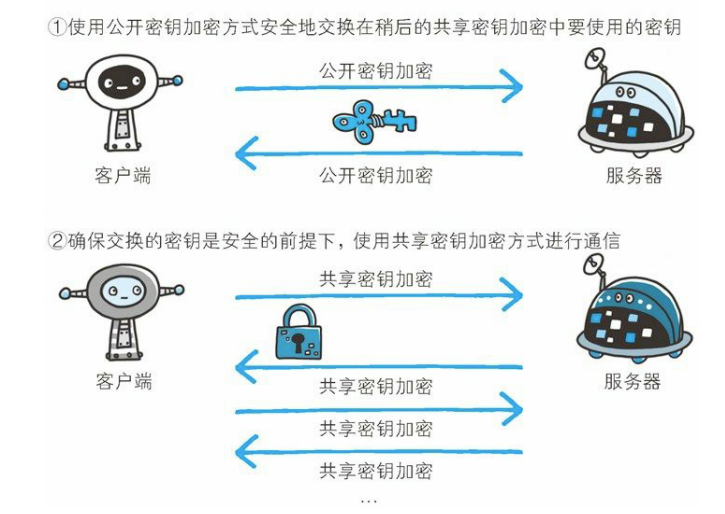 ①使用公开密钥加密方式安全地交换在稍后的共享密钥加密中要使用的密钥
公开密钥加密
公开密钥加密
客户端
服务器
②确保交换的密钥是安全的前提下，使用共享密钥加密方式进行通信
共享密钥加密
客户端
服务器
共享密钥加密
共享密钥加密
共享密钥加密
...